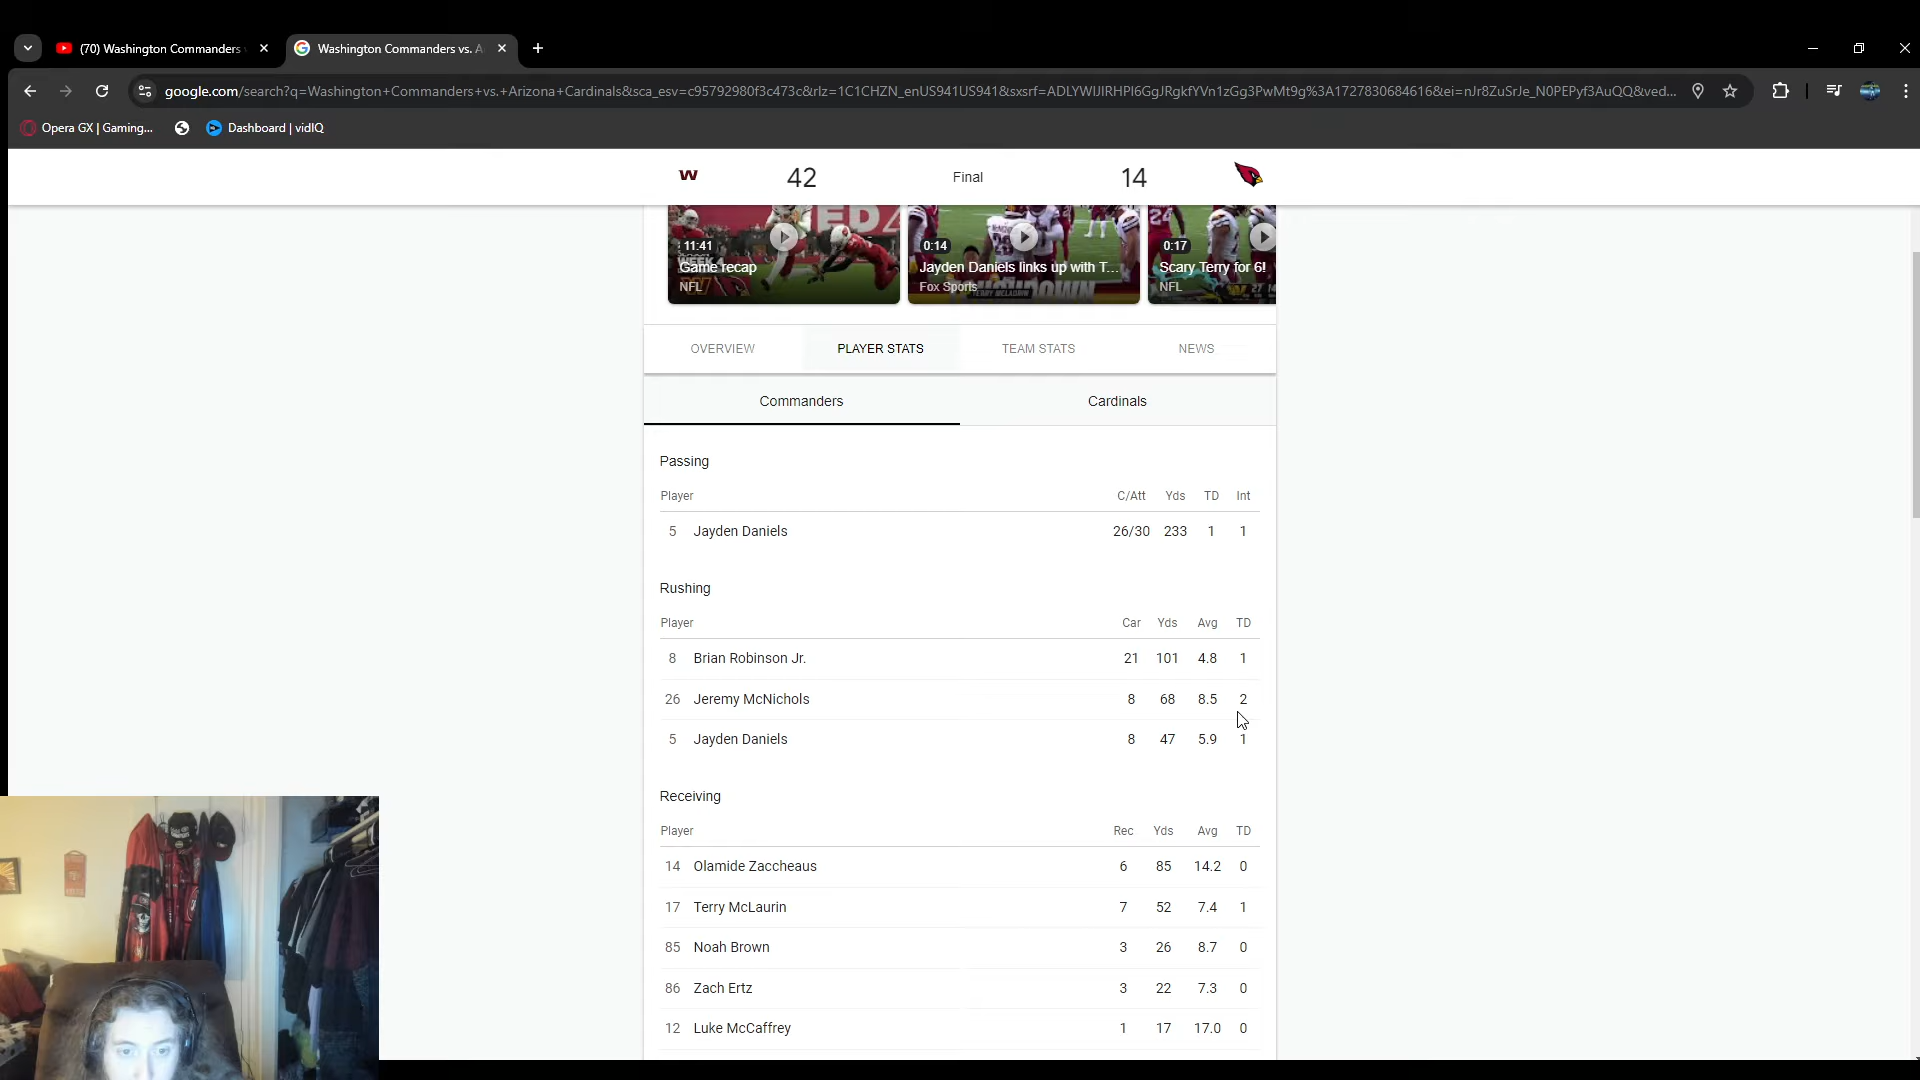 (70) Washington Commanders
Washington Commanders vs. A
google.com/search?q=Washington+Commanders+vs.+Arizona+Cardinals&sca_esv=c95792980f3c473c&rlz=1C1CHZN_enUS941US941&sxsrf=ADLYWIJIRHPI6GgJRgkfYVn1zGg3PwMt9g%3A1727830684616&ei=nJr8ZuSrJe_N0PEPyf3AuQQ&ved...
Opera GX | Gaming... Dashboard | vidIQ
W 42 Final 14
11:41 0:14 0:17
Game recap Jayden Daniels links up with T... Scary Terry for 6!
NFL Fox Sports NFL
OVERVIEW PLAYER STATS TEAM STATS NEWS
Commanders Cardinals
Passing
Player C/Att Yds TD Int
5 Jayden Daniels 26/30 233 1 1
Rushing
Player Car Yds Avg TD
8 Brian Robinson Jr. 21 101 4.8 1
26 Jeremy McNichols 8 68 8.5 2
5 Jayden Daniels 8 47 5.9 1
Receiving
Player Rec Yds Avg TD
14 Olamide Zaccheaus 6 85 14.2 0
17 Terry McLaurin 7 52 7.4 1
85 Noah Brown 3 26 8.7 0
86 Zach Ertz 3 22 7.3 0
12 Luke McCaffrey 1 17 17.0 0